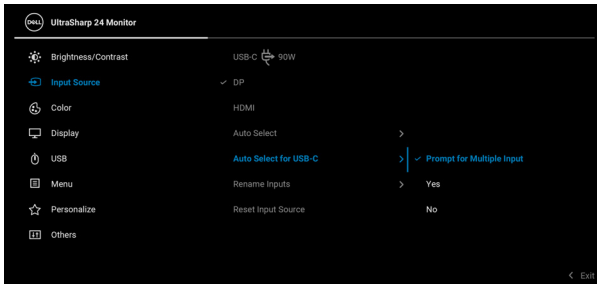 DELL UltraSharp 24 Monitor
Brightness/Contrast USB-C 90W
Input Source DP
Color HDMI
Display Auto Select
USB Auto Select for USB-C Prompt for Multiple Input
Menu Rename Inputs Yes
Personalize Reset Input Source No
Others
Exit